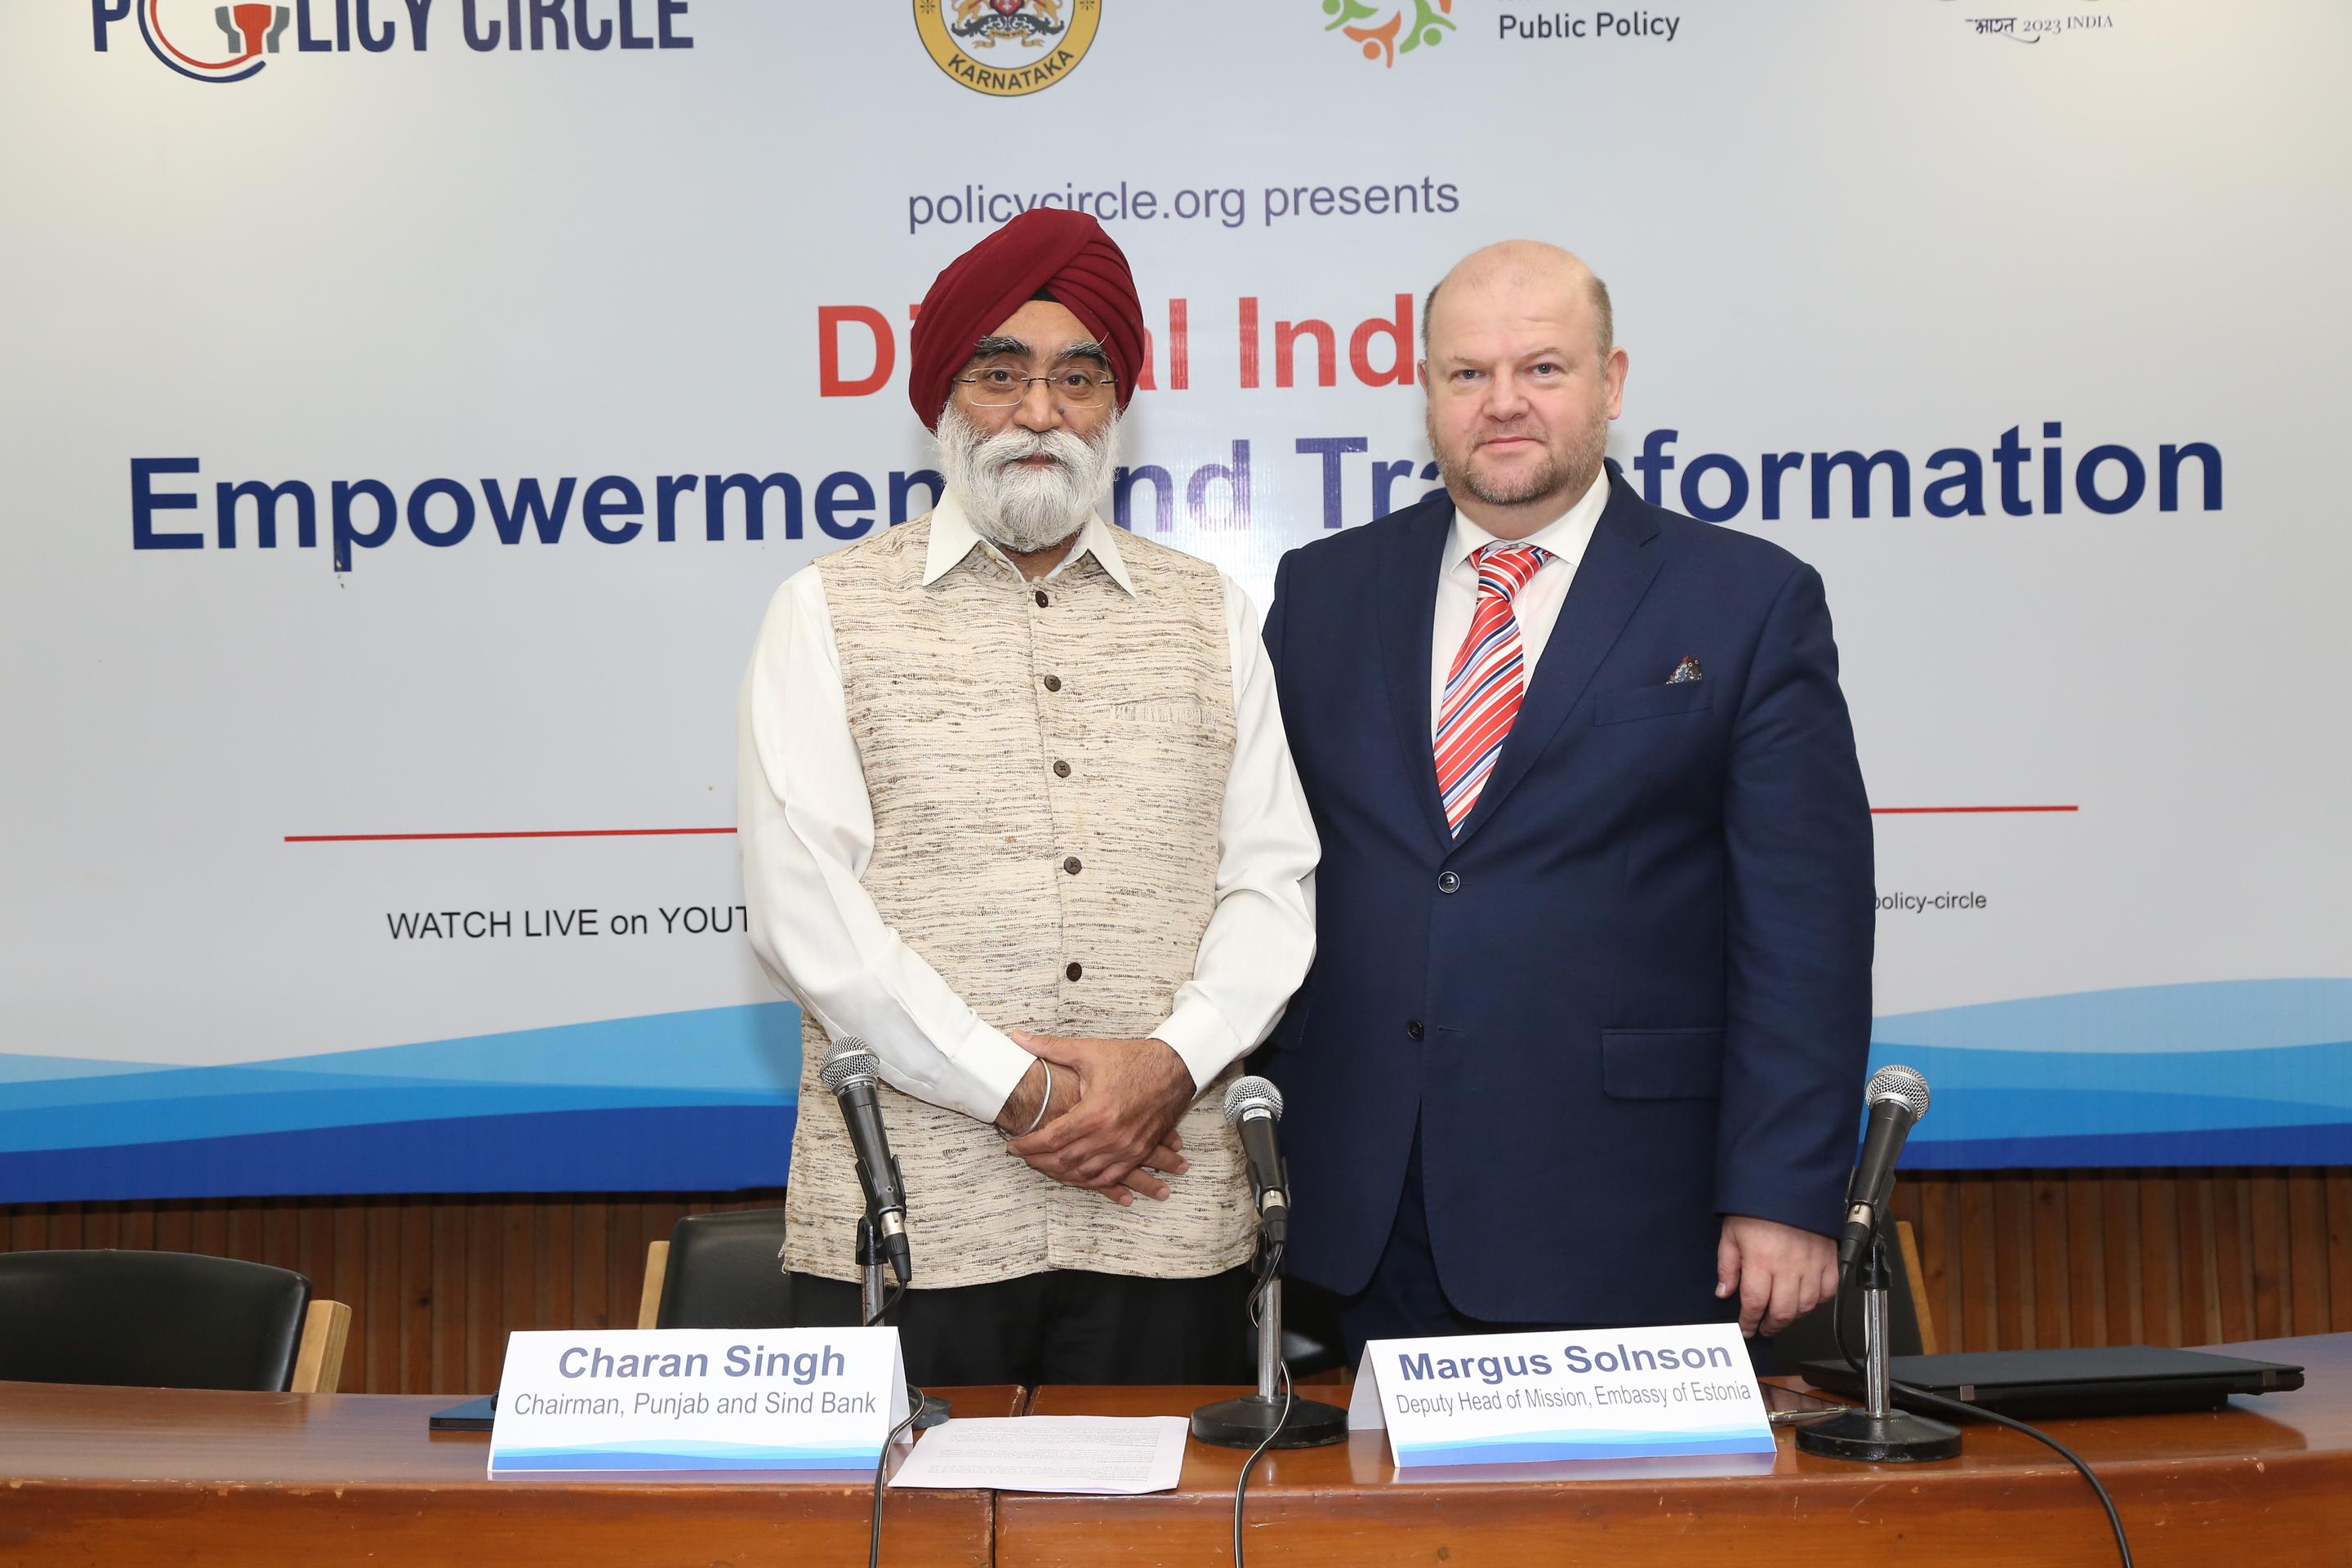 POLICY CIRCLE
KARNATAKA
Public Policy
भारत 2023 INDIA
policycircle.org presents
Di al Ind
Empowermen nd Tra sformation
WATCH LIVE on YOUT
policy-circle
Charan Singh
Chairman, Punjab and Sind Bank
Margus Solnson
Deputy Head of Mission, Embassy of Estonia